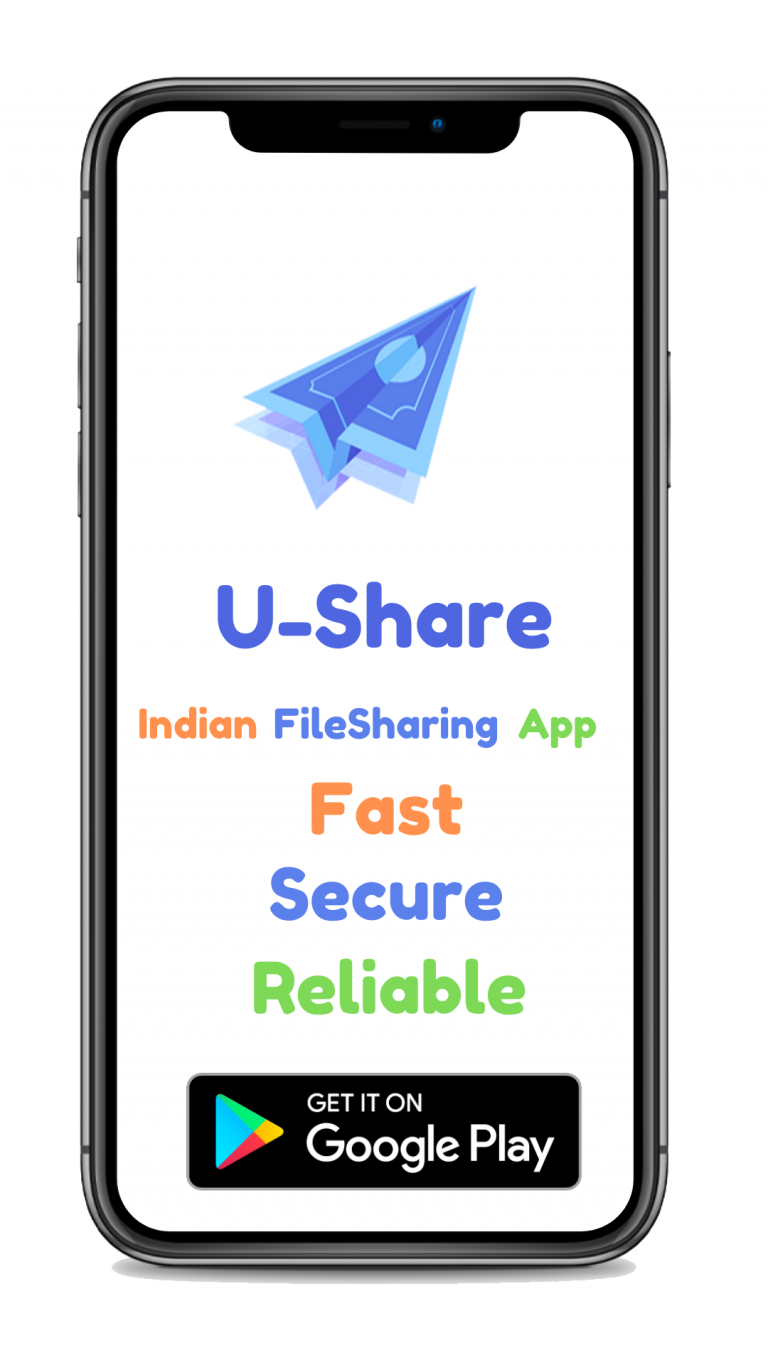 U-Share
Indian FileSharing App
Fast
Secure
Reliable
GET IT ON
Google Play